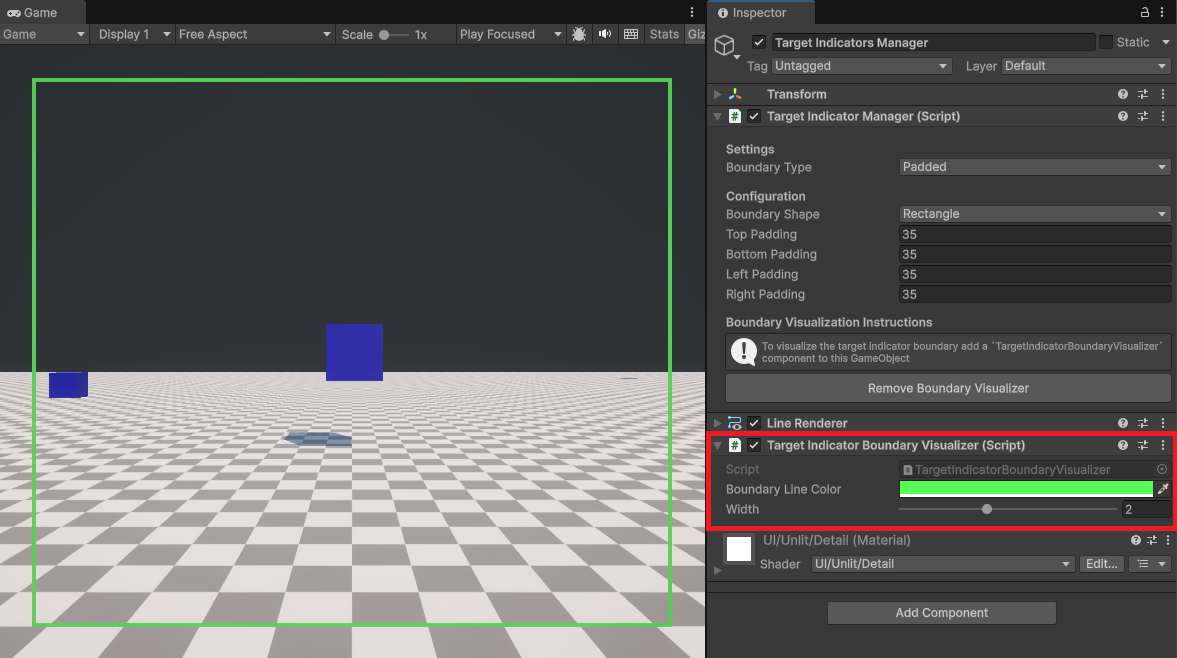 Game
Game Display 1 Free Aspect Scale 1x Play Focused Stats Giz
Inspector
Target Indicators Manager Static
Tag Untagged Layer Default
Transform
# Target Indicator Manager (Script)
Settings
Boundary Type Padded
Configuration
Boundary Shape Rectangle
Top Padding 35
Bottom Padding 35
Left Padding 35
Right Padding 35
Boundary Visualization Instructions
To visualize the target indicator boundary add a `TargetIndicatorBoundaryVisualizer`
component to this GameObject
Remove Boundary Visualizer
Line Renderer
# Target Indicator Boundary Visualizer (Script)
Script TargetIndicatorBoundaryVisualizer
Boundary Line Color
Width 2
UI/Unlit/Detail (Material)
Shader UI/Unlit/Detail Edit...
Add Component